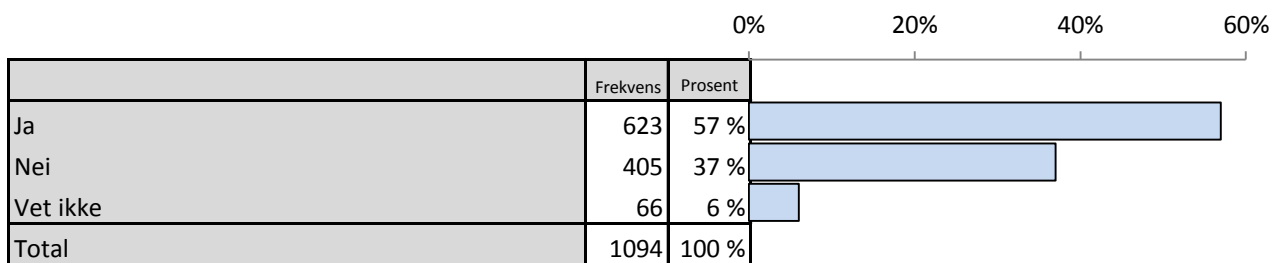 0% 20% 40% 60%
Frekvens Prosent
Ja 623 57 %
Nei 405 37 %
Vet ikke 66 6 %
Total 1094 100 %